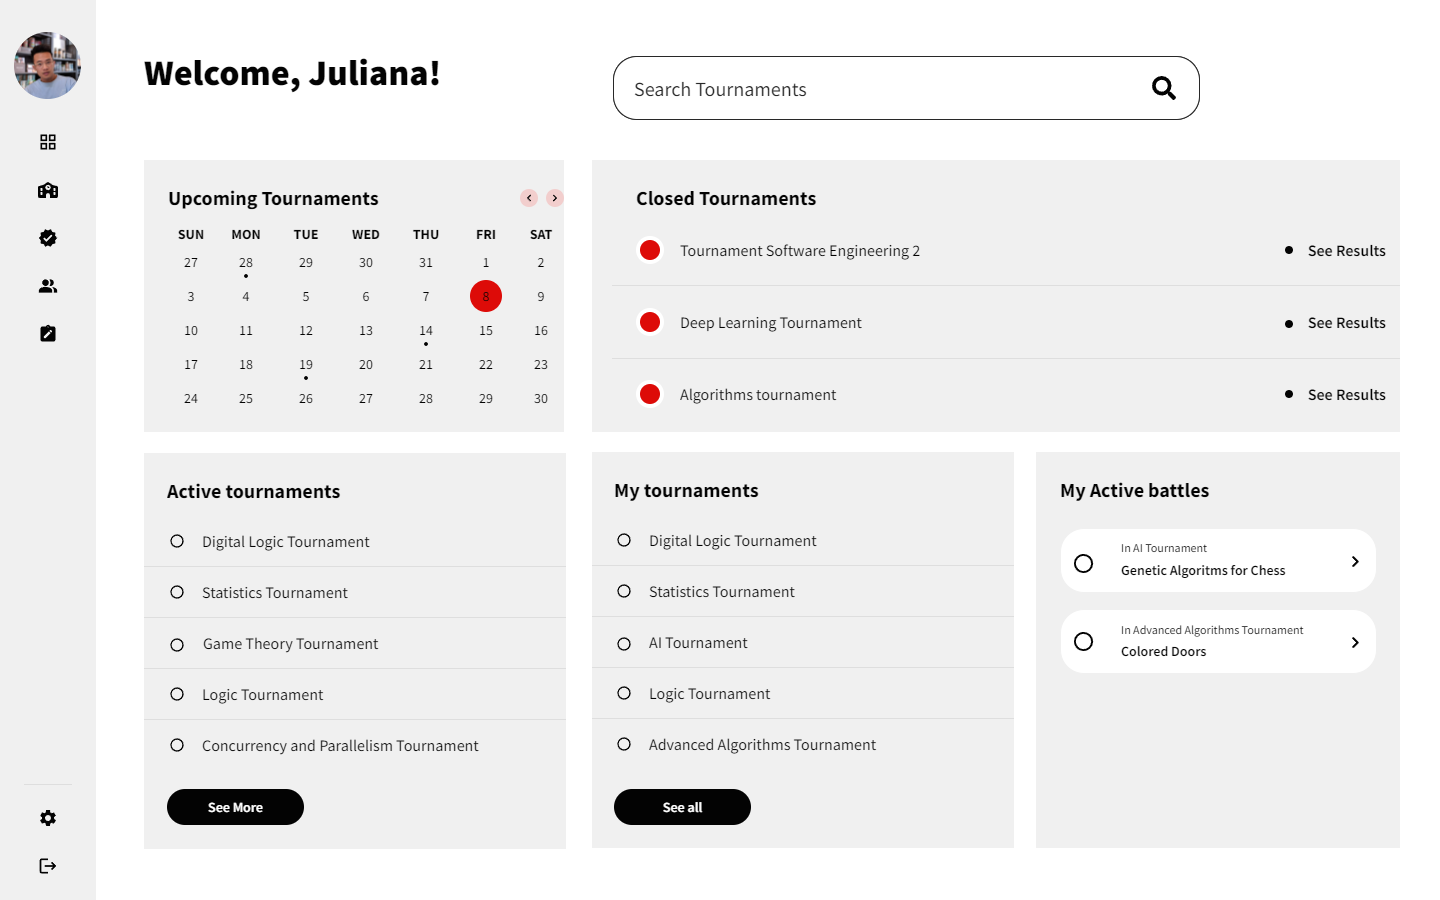 Welcome, Juliana!
Search Tournaments
Upcoming Tournaments
SUN MON TUE WED THU FRI SAT
27 28 29 30 31 1 2
3 4 5 6 7 8 9
10 11 12 13 14 15 16
17 18 19 20 21 22 23
24 25 26 27 28 29 30
Closed Tournaments
Tournament Software Engineering 2 See Results
Deep Learning Tournament See Results
Algorithms tournament See Results
Active tournaments
Digital Logic Tournament
Statistics Tournament
Game Theory Tournament
Logic Tournament
Concurrency and Parallelism Tournament
See More
My tournaments
Digital Logic Tournament
Statistics Tournament
AI Tournament
Logic Tournament
Advanced Algorithms Tournament
See all
My Active battles
In AI Tournament
Genetic Algoritms for Chess
In Advanced Algorithms Tournament
Colored Doors